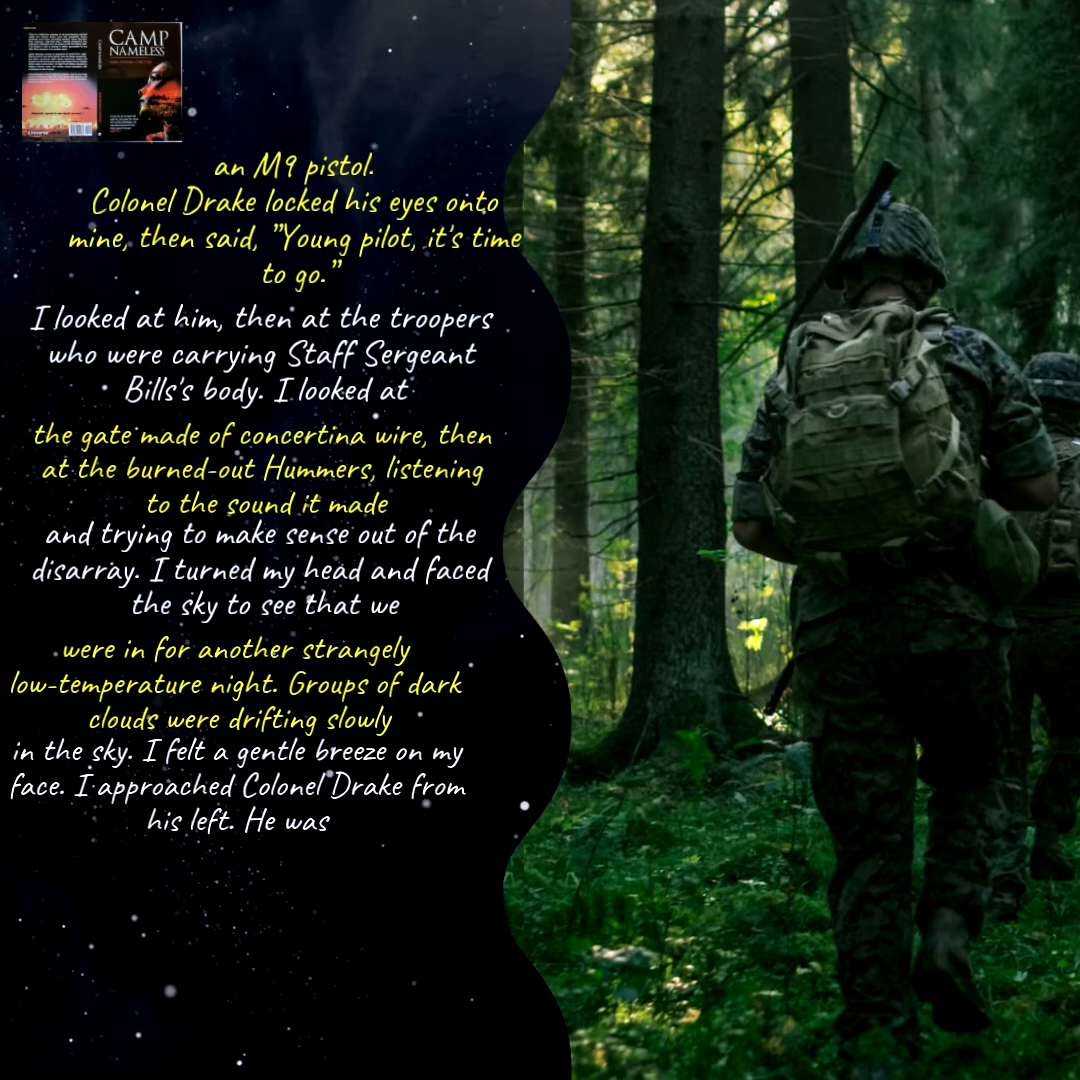 CAMP
NAMELESS
an M9 pistol.
Colonel Drake locked his eyes onto
mine, then said, "Young pilot, it's time
to go."
I looked at him, then at the troopers
who were carrying Staff Sergeant
Bills's body. I looked at
the gate made of concertina wire, then
at the burned-out Hummers, listening
to the sound it made
and trying to make sense out of the
disarray. I turned my head and faced
the sky to see that we
were in for another strangely
low-temperature night. Groups of dark
clouds were drifting slowly
in the sky. I felt a gentle breeze on my
face. I approached Colonel Drake from
his left. He was